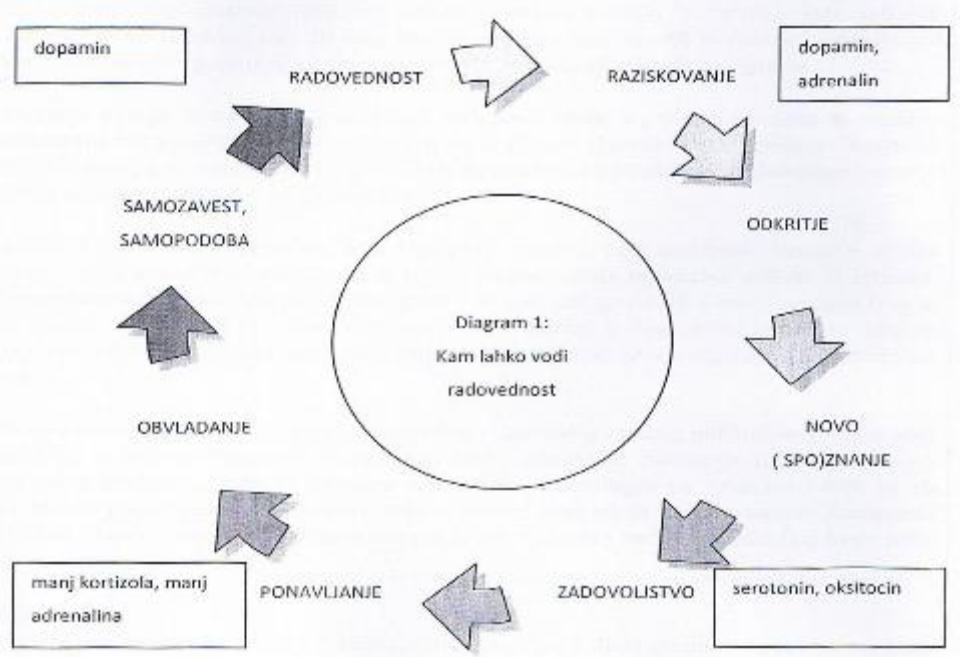 dopamin
RADOVEDNOST
RAZISKOVANJE
dopamin,
adrenalin
ODKRITJE
NOVO
( SPO)ZNANJE
serotonin, oksitocin
ZADOVOLJSTVO
PONAVLJANJE
manj kortizola, manj
adrenalina
OBVLADANJE
SAMOZAVEST,
SAMOPODOBA
Diagram 1:
Kam lahko vodi
radovednost